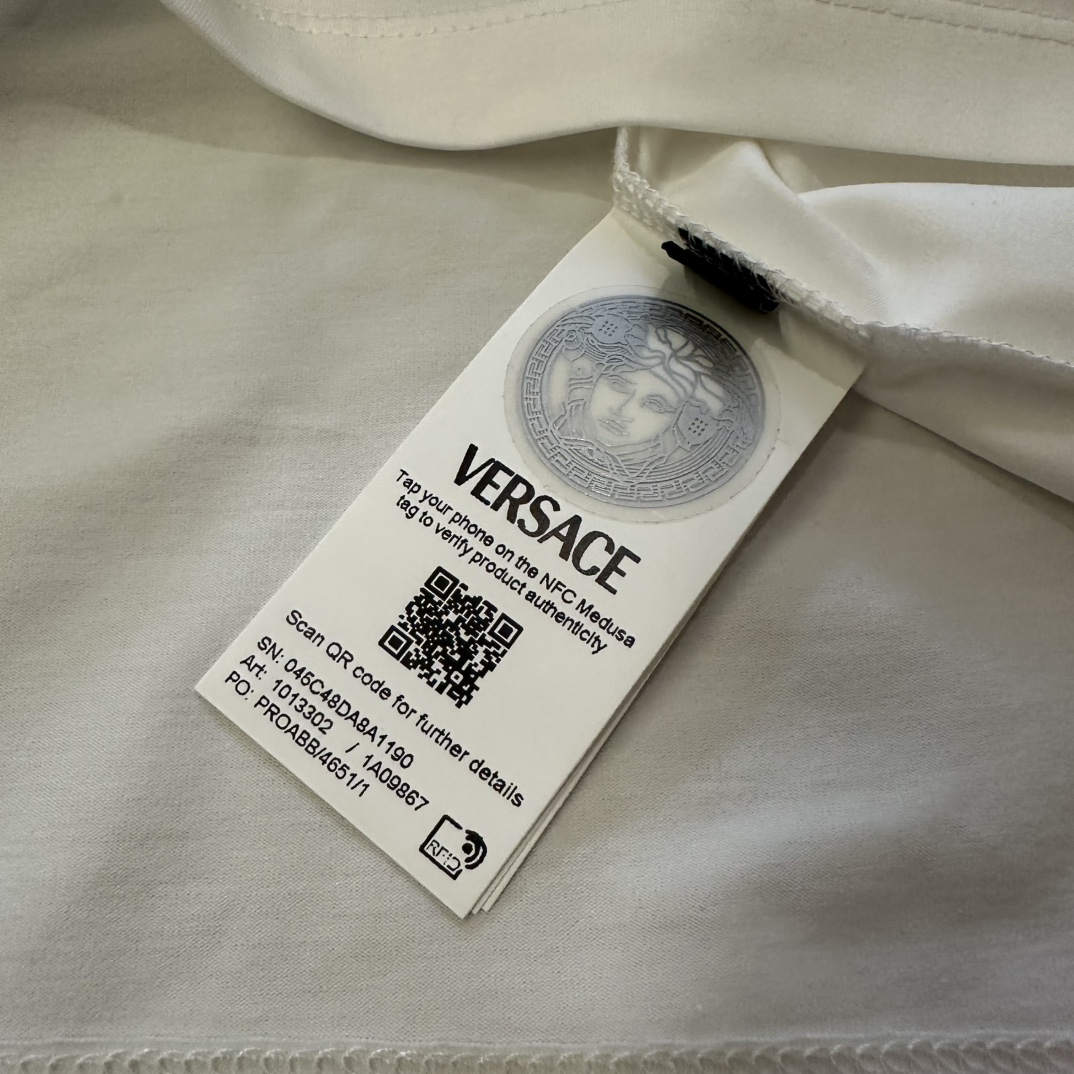 VERSACE
Tap your phone on the NFC Medusa
tag to verify product authenticity
Scan QR code for further details
SN: 046C48DA8A1190
Art: 1013302 / 1A09867
PO: PROABB/4651/1
RFID